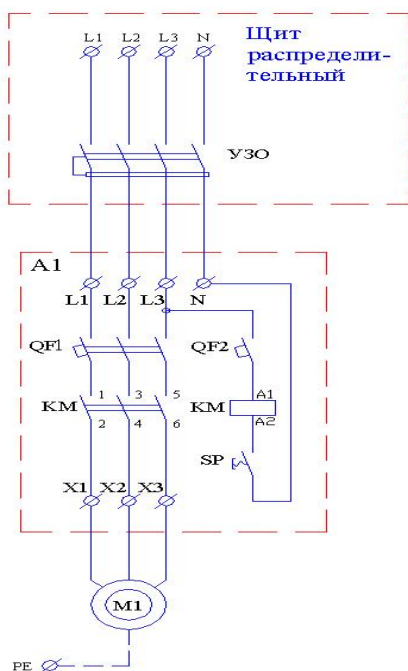 L1 L2 L3 N
Щит
распредели-
тельный
УЗО
A1
L1 L2 L3 N
QF1
QF2
1 3 5
KM
2 4 6
KM
A1
A2
SP
X1 X2 X3
M1
PE